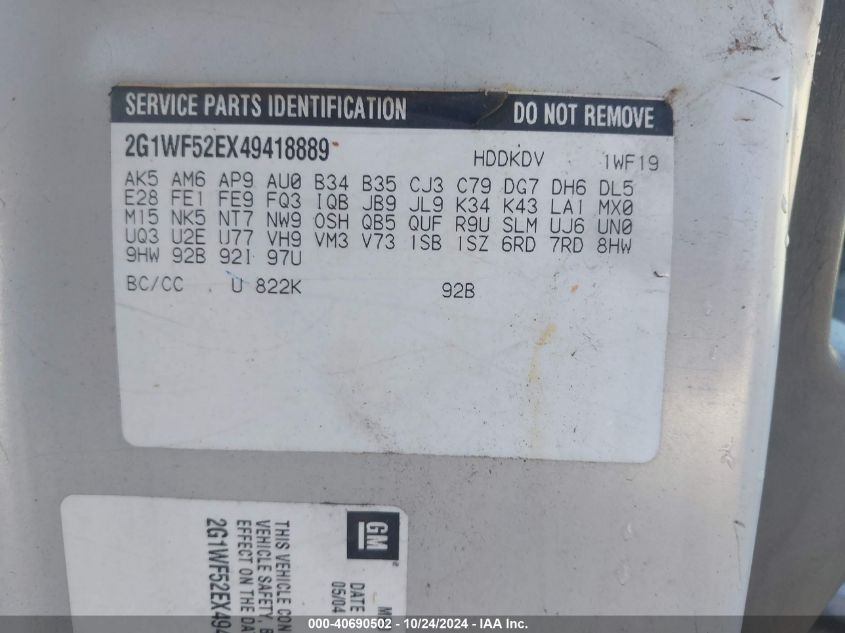 SERVICE PARTS IDENTIFICATION DO NOT REMOVE
2G1WF52EX49418889 HDDKDV 1WF19
AK5 AM6 AP9 AU0 B34 B35 CJ3 C79 DG7 DH6 DL5
E28 FE1 FE9 FQ3 IQB JB9 JL9 K34 K43 LA1 MX0
M15 NK5 NT7 NW9 OSH QB5 QUF R9U SLM UJ6 UN0
UQ3 U2E U77 VH9 VM3 V73 1SB 1SZ 6RD 7RD 8HW
9HW 92B 92I 97U
BC/CC U 822K 92B
GM
DATE
05/04
THIS VEHICLE CON
VEHICLE SAFETY,
EFFECT ON THE DA
2G1WF52EX494
000-40690502 - 10/24/2024 - IAA Inc.